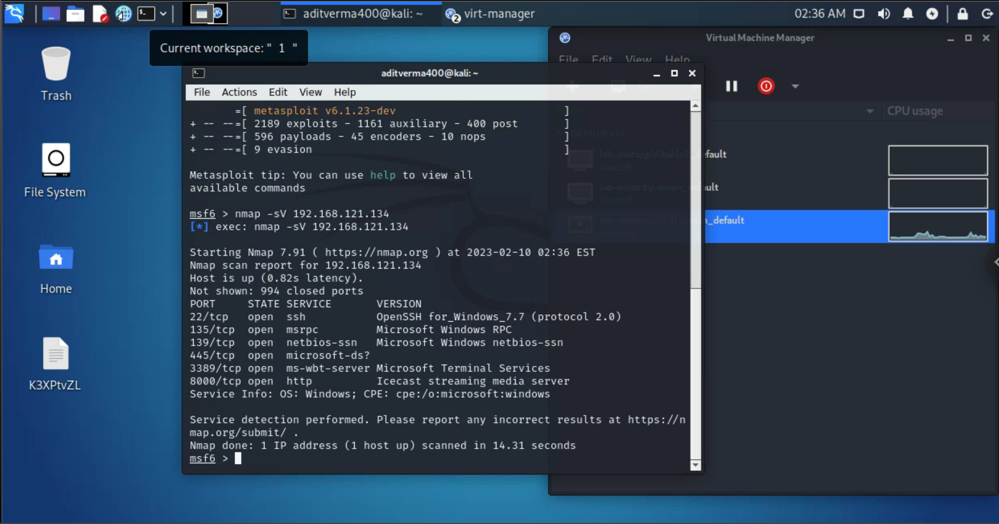 aditverma400@kali: ~
2
virt-manager
02:36 AM
Current workspace: " 1 "
Virtual Machine Manager
File Edit View Help
aditverma400@kali: ~
File Actions Edit View Help
CPU usage
QEMU/KVM
lab-metasploitable2_default
Shutoff
lab-security-onion_default
Shutoff
_default
Trash
File System
Home
K3XPtvZL
=[ metasploit v6.1.23-dev ]
+ -- --=[ 2189 exploits - 1161 auxiliary - 400 post ]
+ -- --=[ 596 payloads - 45 encoders - 10 nops ]
+ -- --=[ 9 evasion ]
Metasploit tip: You can use help to view all
available commands
msf6 > nmap -sV 192.168.121.134
[*] exec: nmap -sV 192.168.121.134
Starting Nmap 7.91 ( https://nmap.org ) at 2023-02-10 02:36 EST
Nmap scan report for 192.168.121.134
Host is up (0.82s latency).
Not shown: 994 closed ports
PORT STATE SERVICE VERSION
22/tcp open ssh OpenSSH for_Windows_7.7 (protocol 2.0)
135/tcp open msrpc Microsoft Windows RPC
139/tcp open netbios-ssn Microsoft Windows netbios-ssn
445/tcp open microsoft-ds?
3389/tcp open ms-wbt-server Microsoft Terminal Services
8000/tcp open http Icecast streaming media server
Service Info: OS: Windows; CPE: cpe:/o:microsoft:windows
Service detection performed. Please report any incorrect results at https://n
map.org/submit/ .
Nmap done: 1 IP address (1 host up) scanned in 14.31 seconds
msf6 >